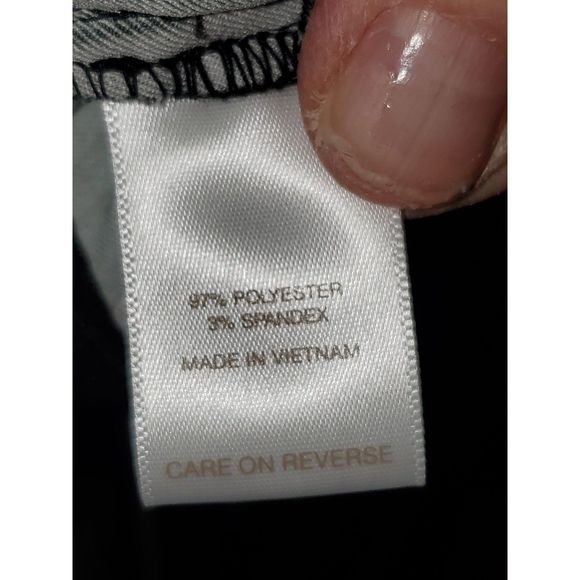 97% POLYESTER
3% SPANDEX
MADE IN VIETNAM
CARE ON REVERSE